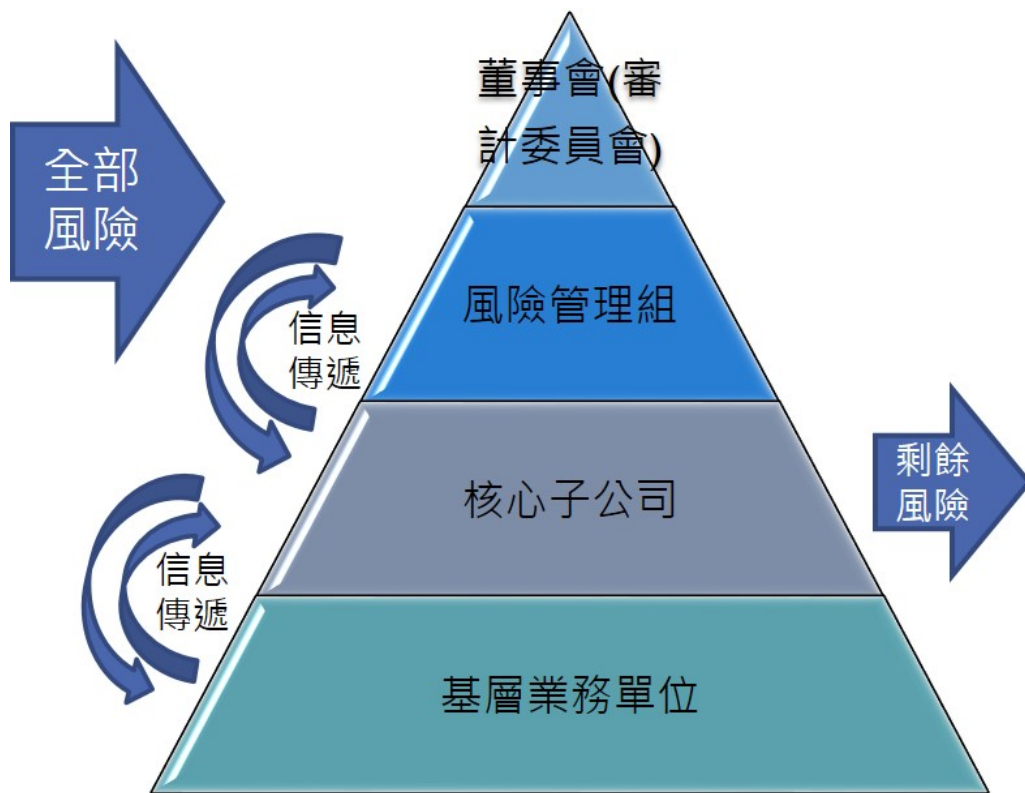 董事會(審
計委員會)
全部
風險
風險管理組
信息
傳遞
核心子公司
剩餘
風險
信息
傳遞
基層業務單位